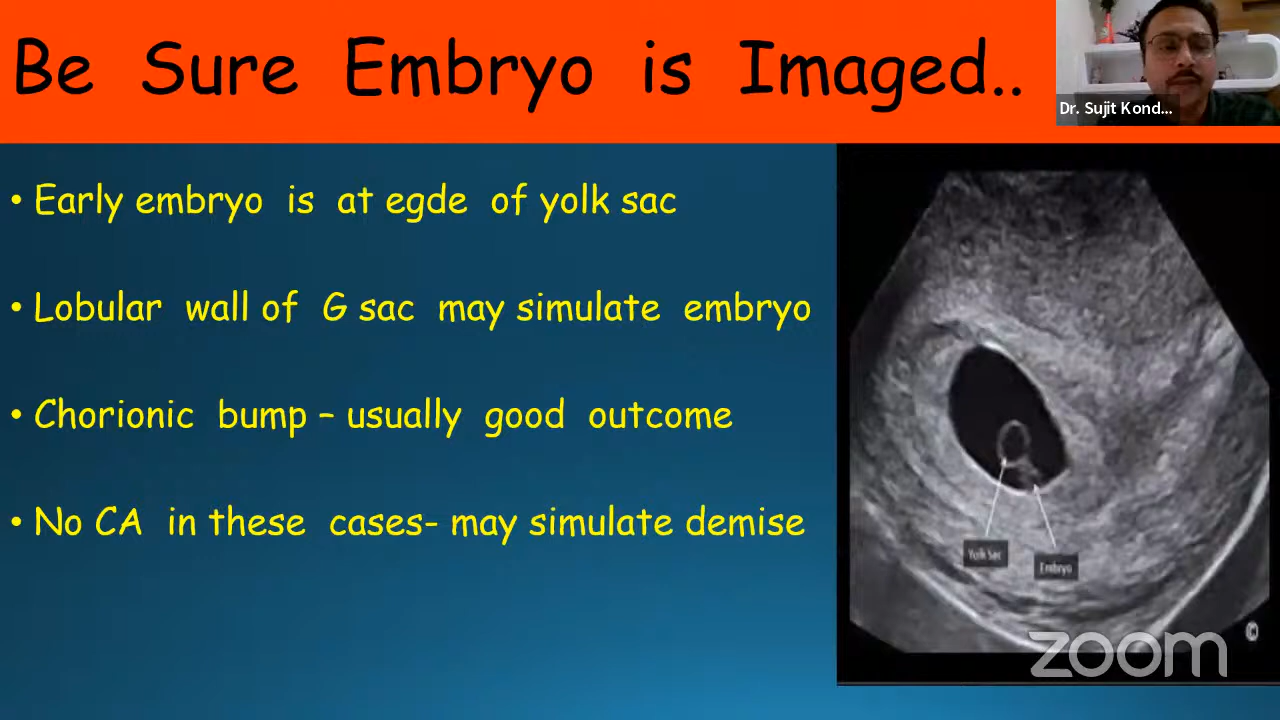 Be Sure Embryo is Imaged..
Dr. Sujit Kond...
• Early embryo is at egde of yolk sac
• Lobular wall of G sac may simulate embryo
• Chorionic bump – usually good outcome
• No CA in these cases- may simulate demise
Yolk Sac
Embryo
zoom